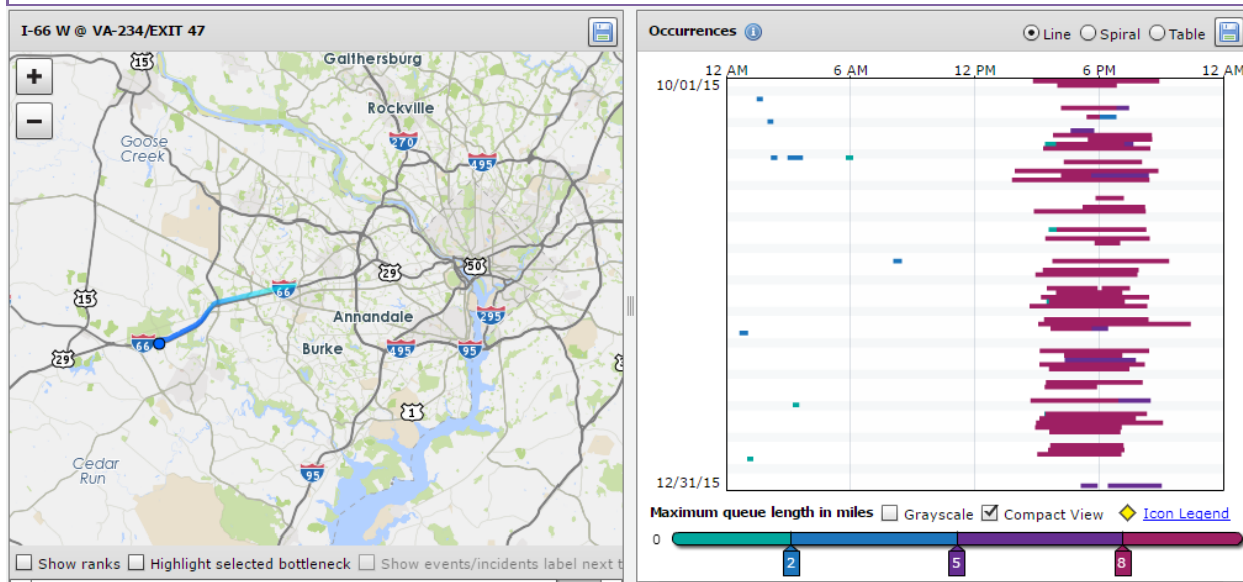 I-66 W @ VA-234/EXIT 47
+
−
15
Gaithersburg
Rockville
Goose
Creek
270
495
50
29
15
66
Annandale
295
66
Burke
495
95
29
1
Cedar
Run
95
Show ranks Highlight selected bottleneck Show events/incidents label next t
Occurrences Line Spiral Table
12 AM 6 AM 12 PM 6 PM 12 AM
10/01/15
12/31/15
Maximum queue length in miles Grayscale Compact View Icon Legend
0
2 5 8